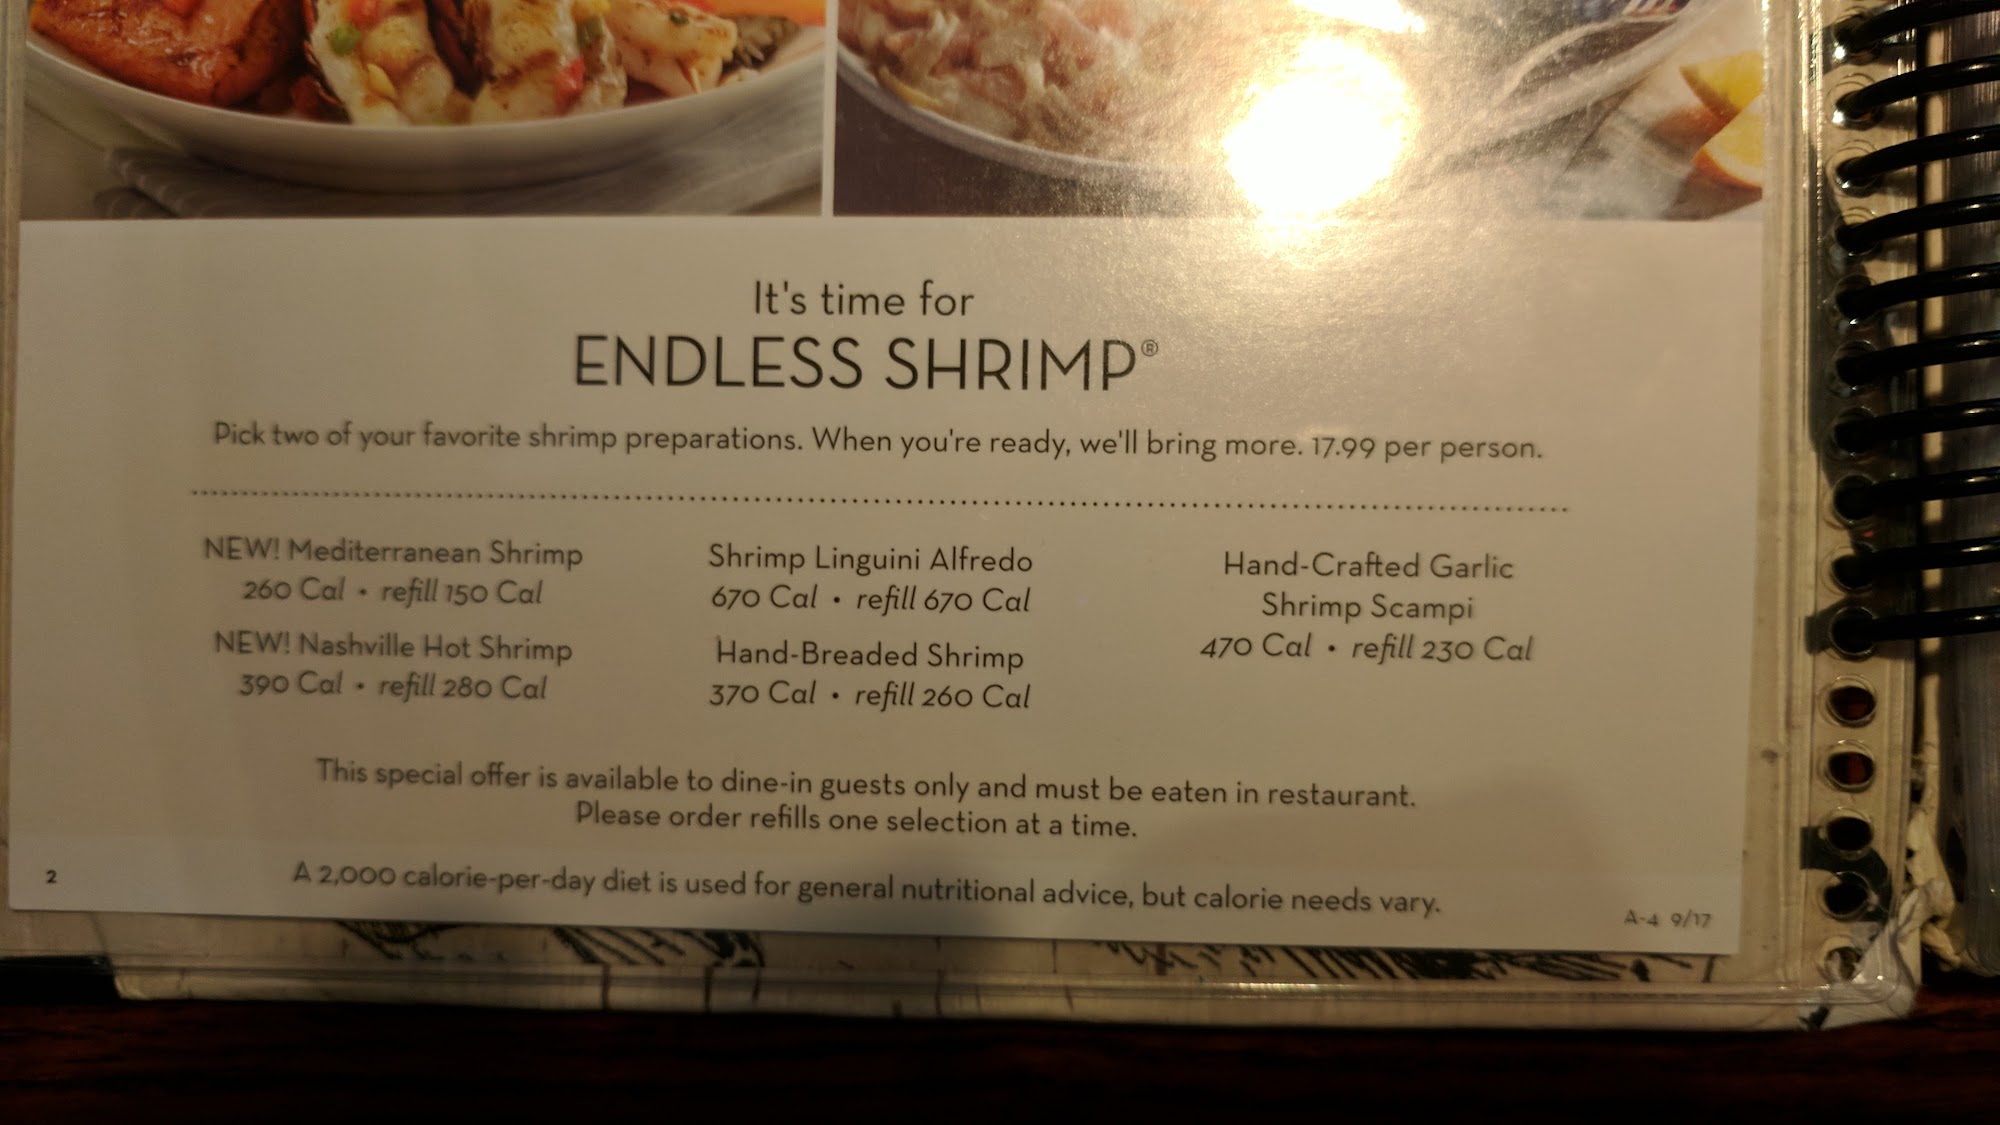 It's time for
ENDLESS SHRIMP®
Pick two of your favorite shrimp preparations. When you're ready, we'll bring more. 17.99 per person.
NEW! Mediterranean Shrimp
260 Cal • refill 150 Cal
NEW! Nashville Hot Shrimp
390 Cal • refill 280 Cal
Shrimp Linguini Alfredo
670 Cal • refill 670 Cal
Hand-Breaded Shrimp
370 Cal • refill 260 Cal
Hand-Crafted Garlic
Shrimp Scampi
470 Cal • refill 230 Cal
This special offer is available to dine-in guests only and must be eaten in restaurant.
Please order refills one selection at a time.
A 2,000 calorie-per-day diet is used for general nutritional advice, but calorie needs vary.
2
A-4 9/17